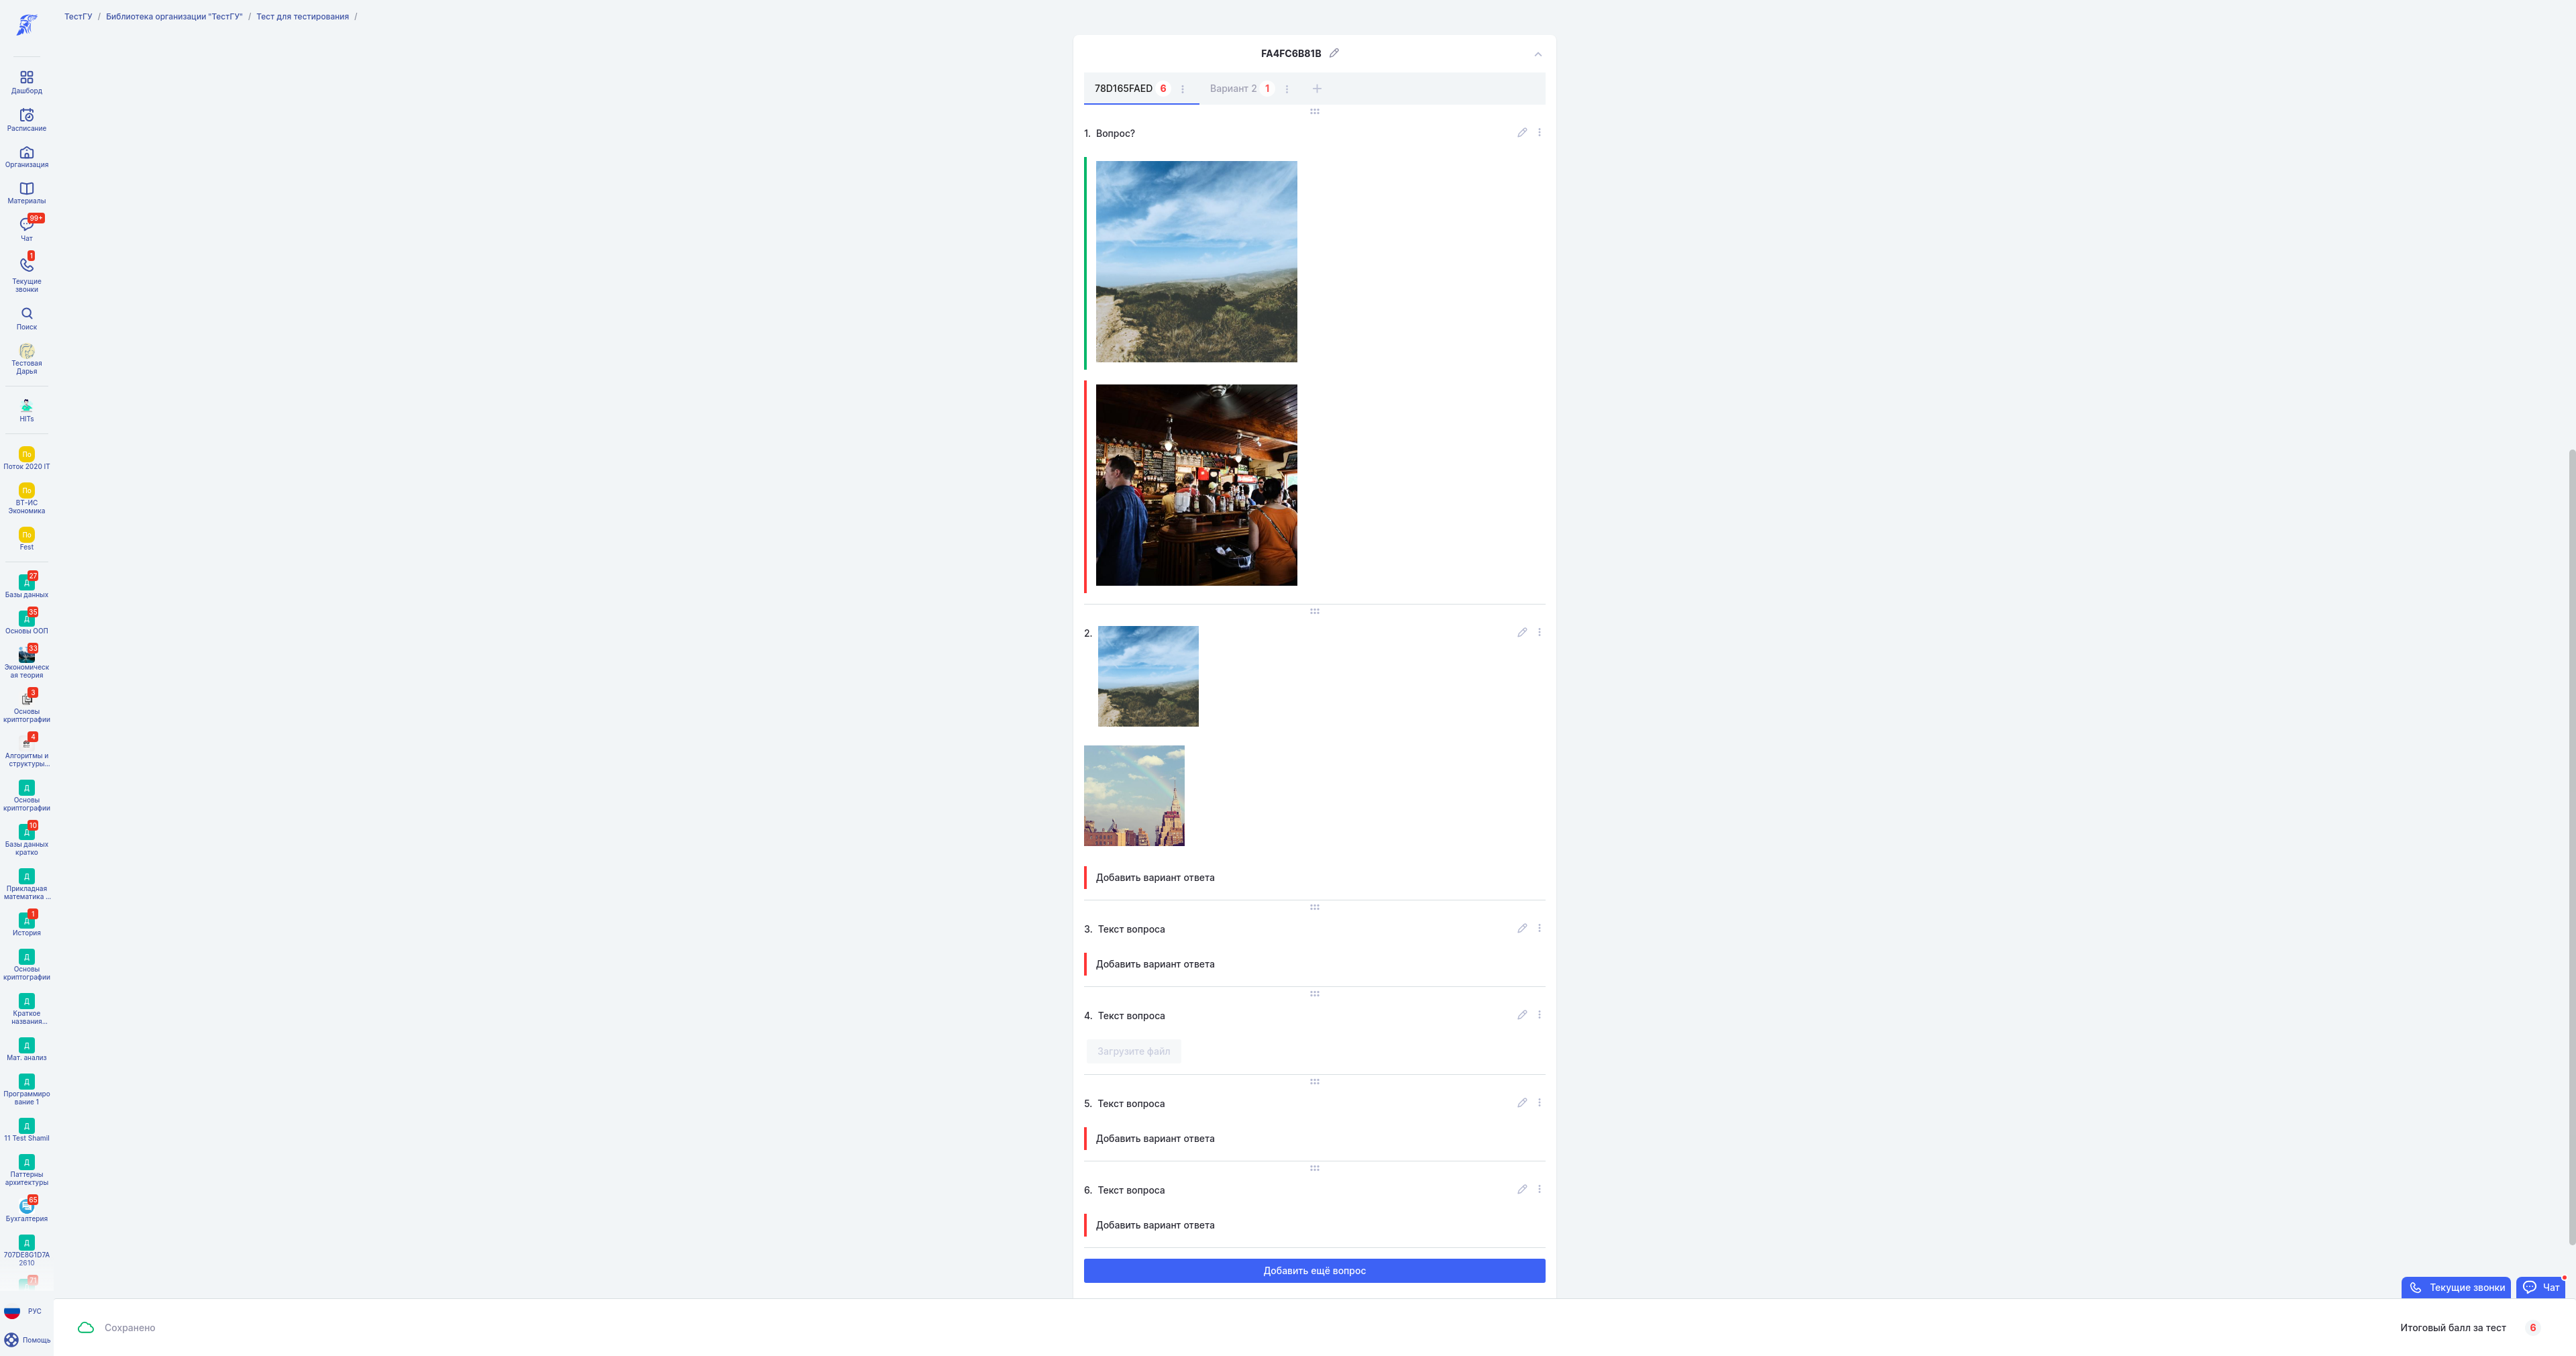 ТестГУ / Библиотека организации "ТестГУ" / Тест для тестирования /
Дашборд
Расписание
Организация
Материалы
99+
Чат
1
Текущие
звонки
Поиск
Тестовая
Дарья
HITs
По
Поток 2020 IT
По
ВТ-ИС
Экономика
По
Fest
27
Д
Базы данных
35
Д
Основы ООП
33
Экономическ
ая теория
3
Основы
криптографии
4
Алгоритмы и
структуры...
Д
Основы
криптографии
10
Д
Базы данных
кратко
Д
Прикладная
математика ...
1
Д
История
Д
Основы
криптографии
Д
Краткое
названия...
Д
Мат. анализ
Д
Программиро
вание 1
Д
11 Test Shamil
Д
Паттерны
архитектуры
65
Бухгалтерия
Д
707DE8G1D7A
2610
21
РУС
Помощь
FA4FC6B81B
78D165FAED 6 Вариант 2 1
1. Вопрос?
2.
Добавить вариант ответа
3. Текст вопроса
Добавить вариант ответа
4. Текст вопроса
Загрузите файл
5. Текст вопроса
Добавить вариант ответа
6. Текст вопроса
Добавить вариант ответа
Добавить ещё вопрос
Текущие звонки
Чат
Сохранено
Итоговый балл за тест 6